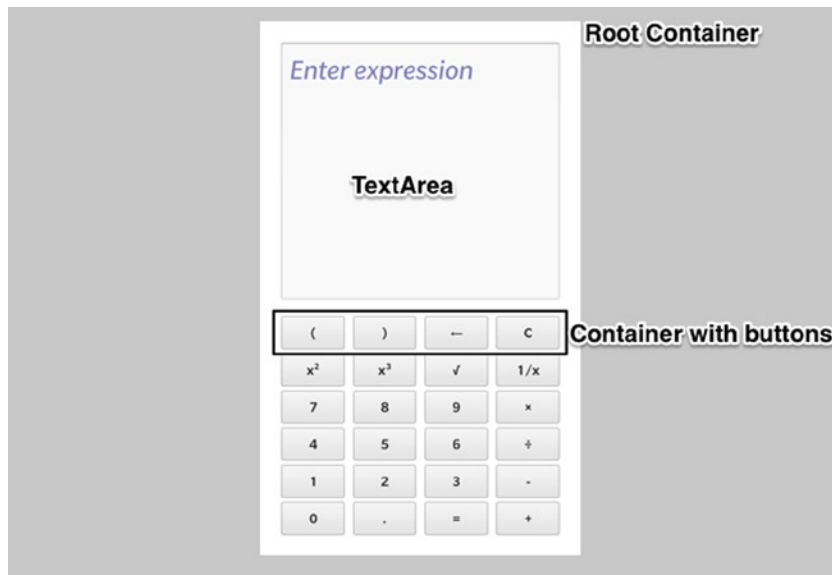 Root Container
Enter expression
TextArea
( ) ← C
Container with buttons
x² x³ √ 1/x
7 8 9 ×
4 5 6 ÷
1 2 3 -
0 . = +